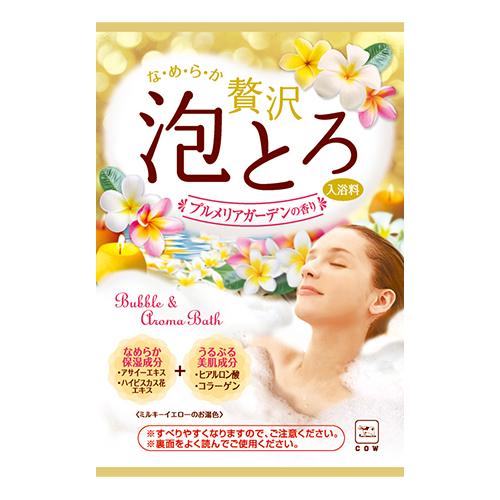 な・め・ら・か
贅沢
泡とろ
入浴料
プルメリアガーデンの香り
Bubble &
Aroma Bath
なめらか
保湿成分
・アサイーエキス
・ハイビスカス花
エキス
+
うるぷる
美肌成分
・ヒアルロン酸
・コラーゲン
〈ミルキーイエローのお湯色〉
※すべりやすくなりますので、ご注意ください。
※裏面をよく読んでご使用ください。
COW